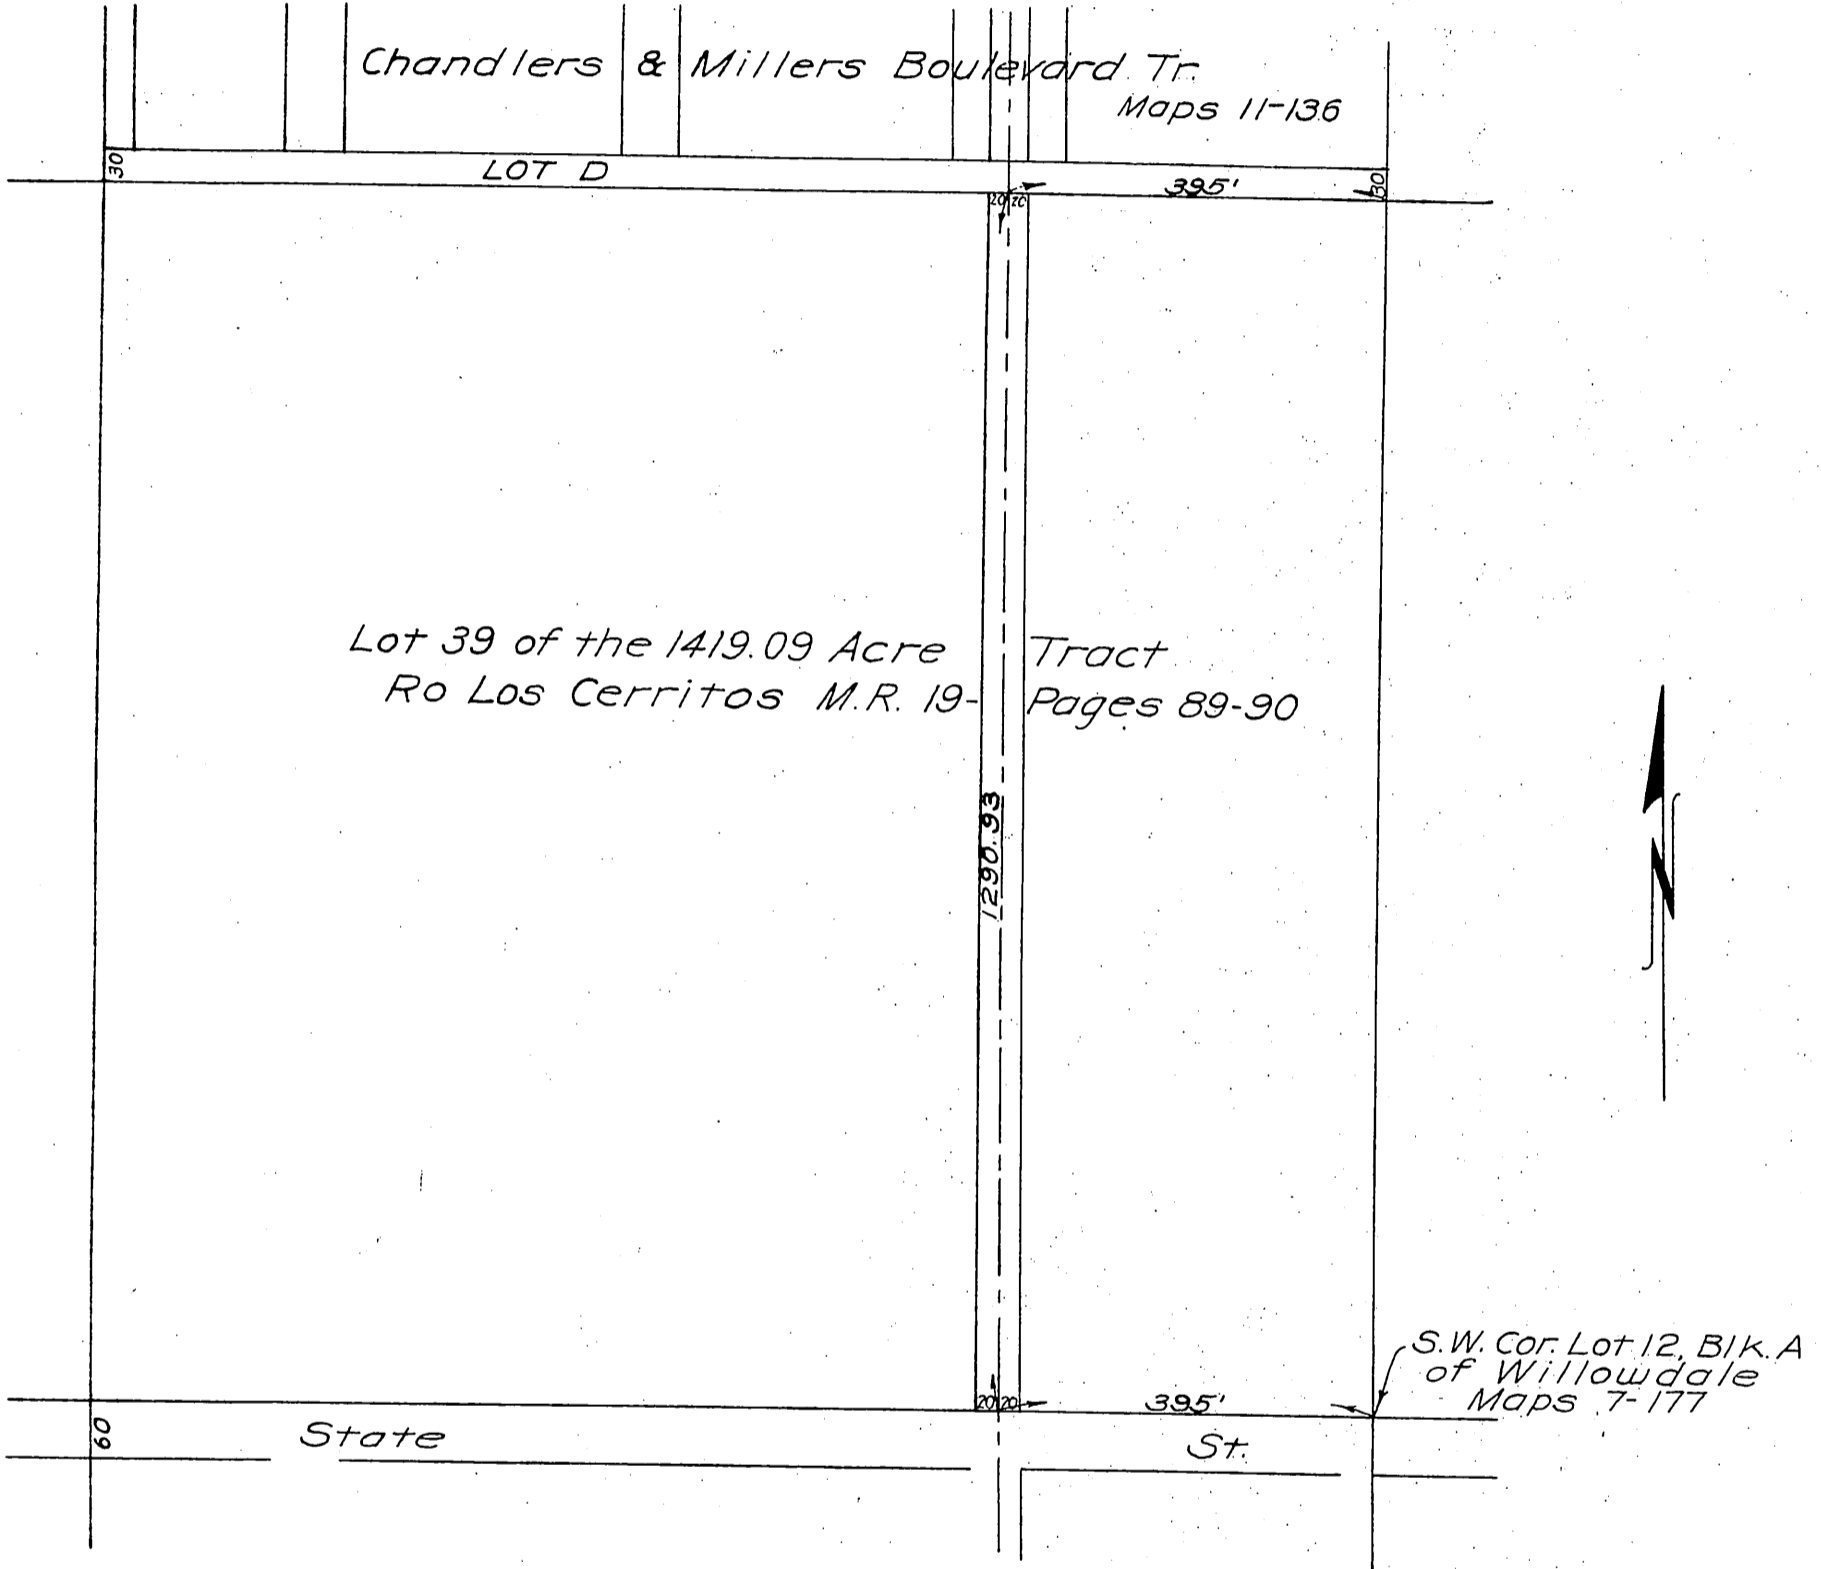 Chandlers & Millers Boulevard Tr.
Maps 11-136
30
LOT D
395'
30
20 20
Lot 39 of the 1419.09 Acre Tract
Ro Los Cerritos M.R. 19- Pages 89-90
1290.93
N
S.W. Cor. Lot 12, Blk. A
of Willowdale
Maps 7-177
20 20
395'
60
State St.